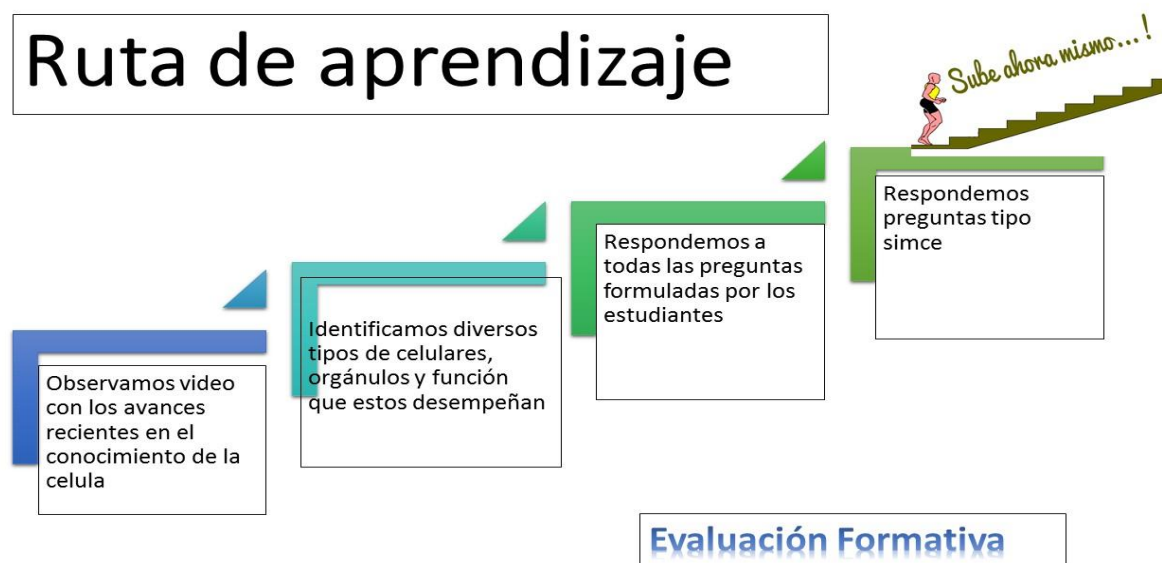 Ruta de aprendizaje
Sube ahora mismo...!
Observamos video
con los avances
recientes en el
conocimiento de la
celula
Identificamos diversos
tipos de celulares,
orgánulos y función
que estos desempeñan
Respondemos a
todas las preguntas
formuladas por los
estudiantes
Respondemos
preguntas tipo
simce
Evaluación Formativa